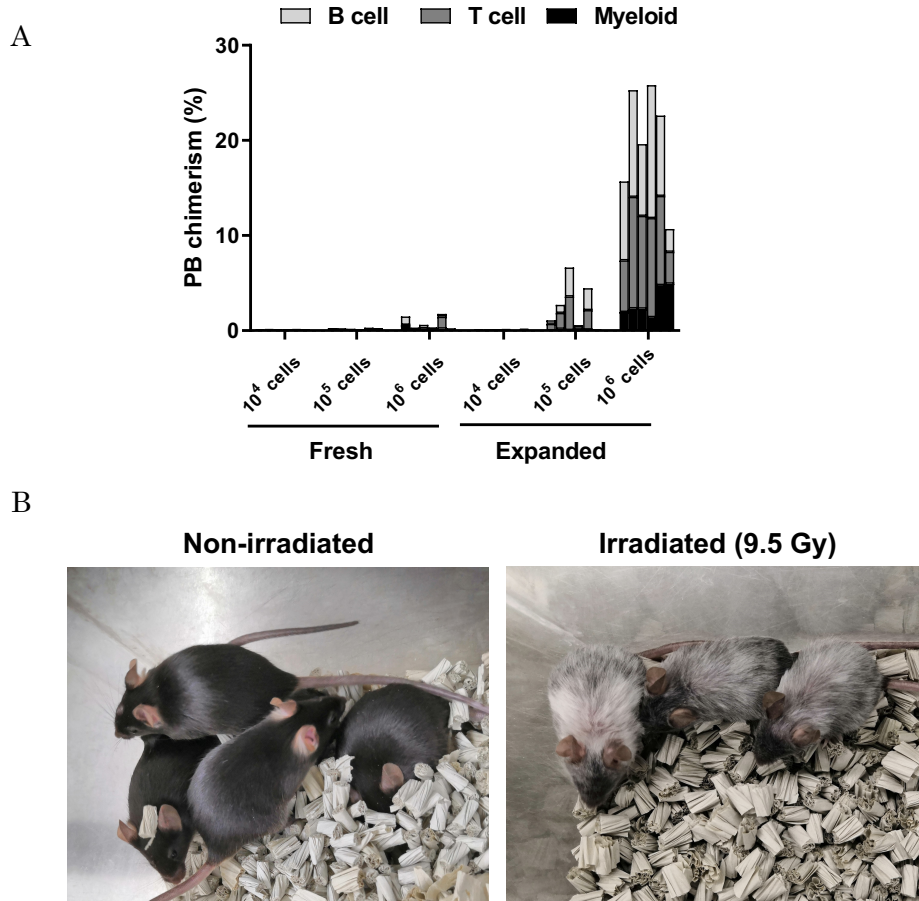 A
B cell T cell Myeloid
30
20
10
0
PB chimerism (%)
10⁴ cells
10⁵ cells
10⁶ cells
10⁴ cells
10⁵ cells
10⁶ cells
Fresh
Expanded
B
Non-irradiated
Irradiated (9.5 Gy)